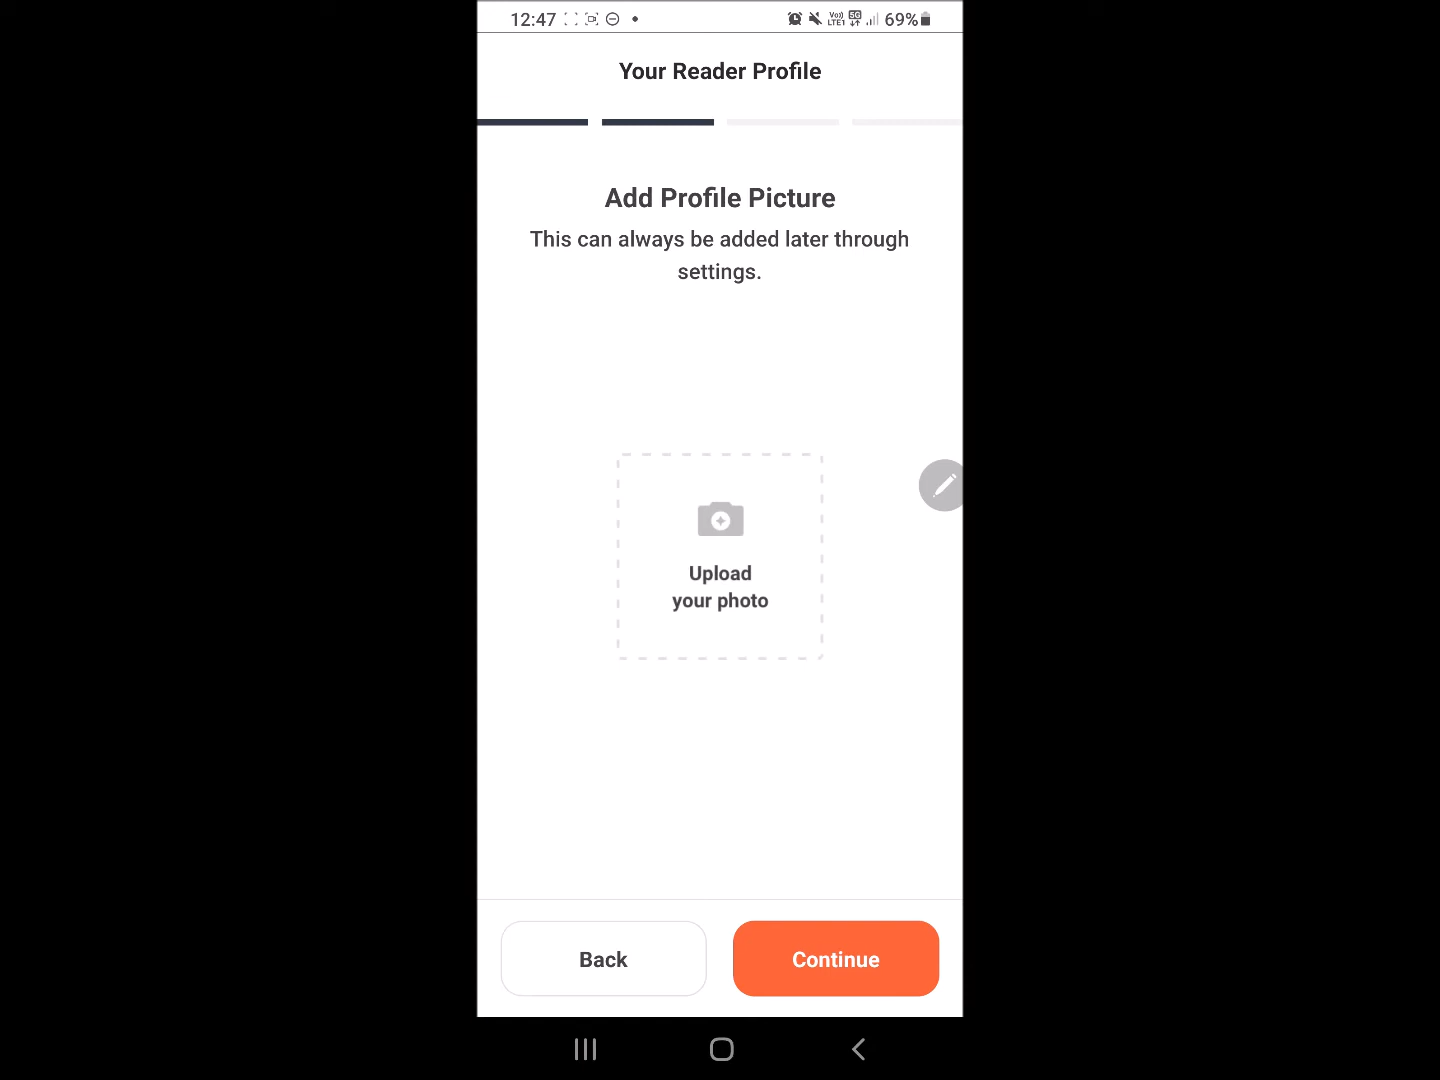 12:47 69%
Your Reader Profile
Add Profile Picture
This can always be added later through
settings.
Upload
your photo
Back Continue